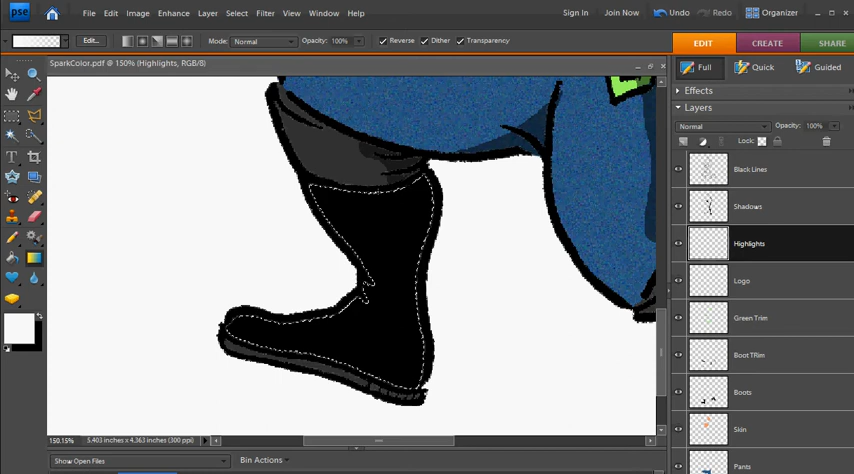 pse File Edit Image Enhance Layer Select Filter View Window Help Sign In Join Now Undo Redo Organizer
Edit... Mode: Normal Opacity: 100% Reverse Dither Transparency EDIT CREATE SHARE
SparkColor.pdf @ 150% (Highlights, RGB/8) Full Quick Guided
Effects
Layers
Normal Opacity: 100%
Lock:
Black Lines
Shadows
Highlights
Logo
Green Trim
Boot TRim
Boots
Skin
Pants
150.15% 5.403 inches x 4.363 inches (300 ppi)
Show Open Files Bin Actions